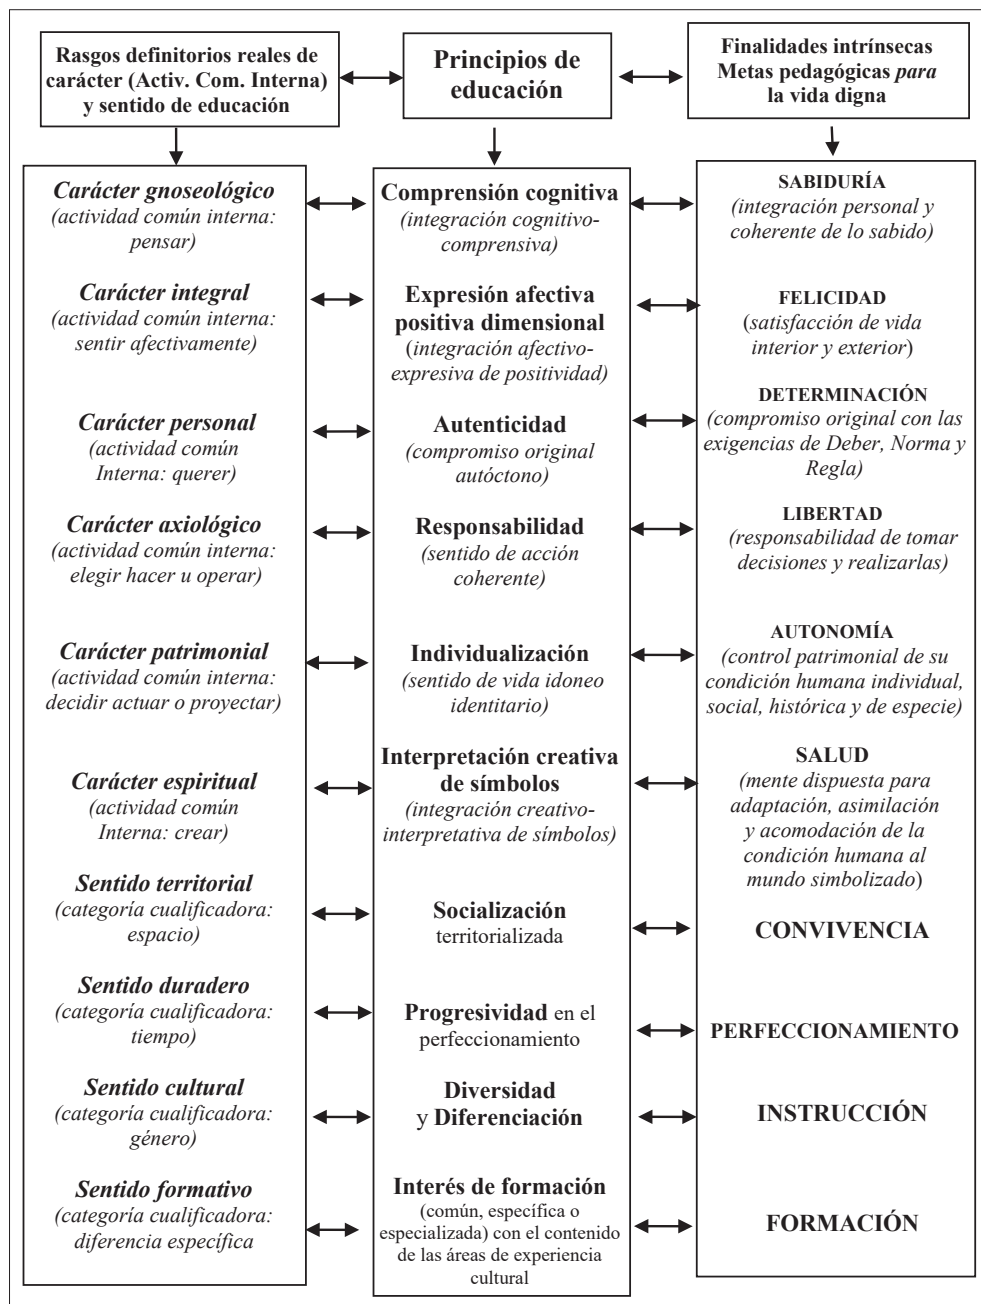 Rasgos definitorios reales de
carácter (Activ. Com. Interna)
y sentido de educación
Principios de
educación
Finalidades intrínsecas
Metas pedagógicas para
la vida digna
Carácter gnoseológico
(actividad común interna:
pensar)
Comprensión cognitiva
(integración cognitivo-
comprensiva)
SABIDURÍA
(integración personal y
coherente de lo sabido)
Carácter integral
(actividad común interna:
sentir afectivamente)
Expresión afectiva
positiva dimensional
(integración afectivo-
expresiva de positividad)
FELICIDAD
(satisfacción de vida
interior y exterior)
Carácter personal
(actividad común
Interna: querer)
Autenticidad
(compromiso original
autóctono)
DETERMINACIÓN
(compromiso original con las
exigencias de Deber, Norma y
Regla)
Carácter axiológico
(actividad común interna:
elegir hacer u operar)
Responsabilidad
(sentido de acción
coherente)
LIBERTAD
(responsabilidad de tomar
decisiones y realizarlas)
Carácter patrimonial
(actividad común interna:
decidir actuar o proyectar)
Individualización
(sentido de vida idoneo
identitario)
AUTONOMÍA
(control patrimonial de su
condición humana individual,
social, histórica y de especie)
Carácter espiritual
(actividad común
Interna: crear)
Interpretación creativa
de símbolos
(integración creativo-
interpretativa de símbolos)
SALUD
(mente dispuesta para
adaptación, asimilación
y acomodación de la
condición humana al
mundo simbolizado)
Sentido territorial
(categoría cualificadora:
espacio)
Socialización
territorializada
CONVIVENCIA
Sentido duradero
(categoría cualificadora:
tiempo)
Progresividad en el
perfeccionamiento
PERFECCIONAMIENTO
Sentido cultural
(categoría cualificadora:
género)
Diversidad
y Diferenciación
INSTRUCCIÓN
Sentido formativo
(categoría cualificadora:
diferencia específica
Interés de formación
(común, específica o
especializada) con el contenido
de las áreas de experiencia
cultural
FORMACIÓN